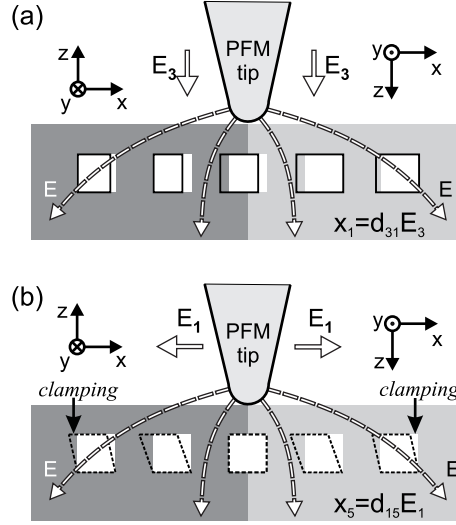 (a)
z
y
x
E₃
PFM
tip
E₃
y
x
z
E
E
x₁=d₃₁E₃
(b)
z
y
x
clamping
E₁
PFM
tip
E₁
y
x
z
clamping
E
E
x₅=d₁₅E₁